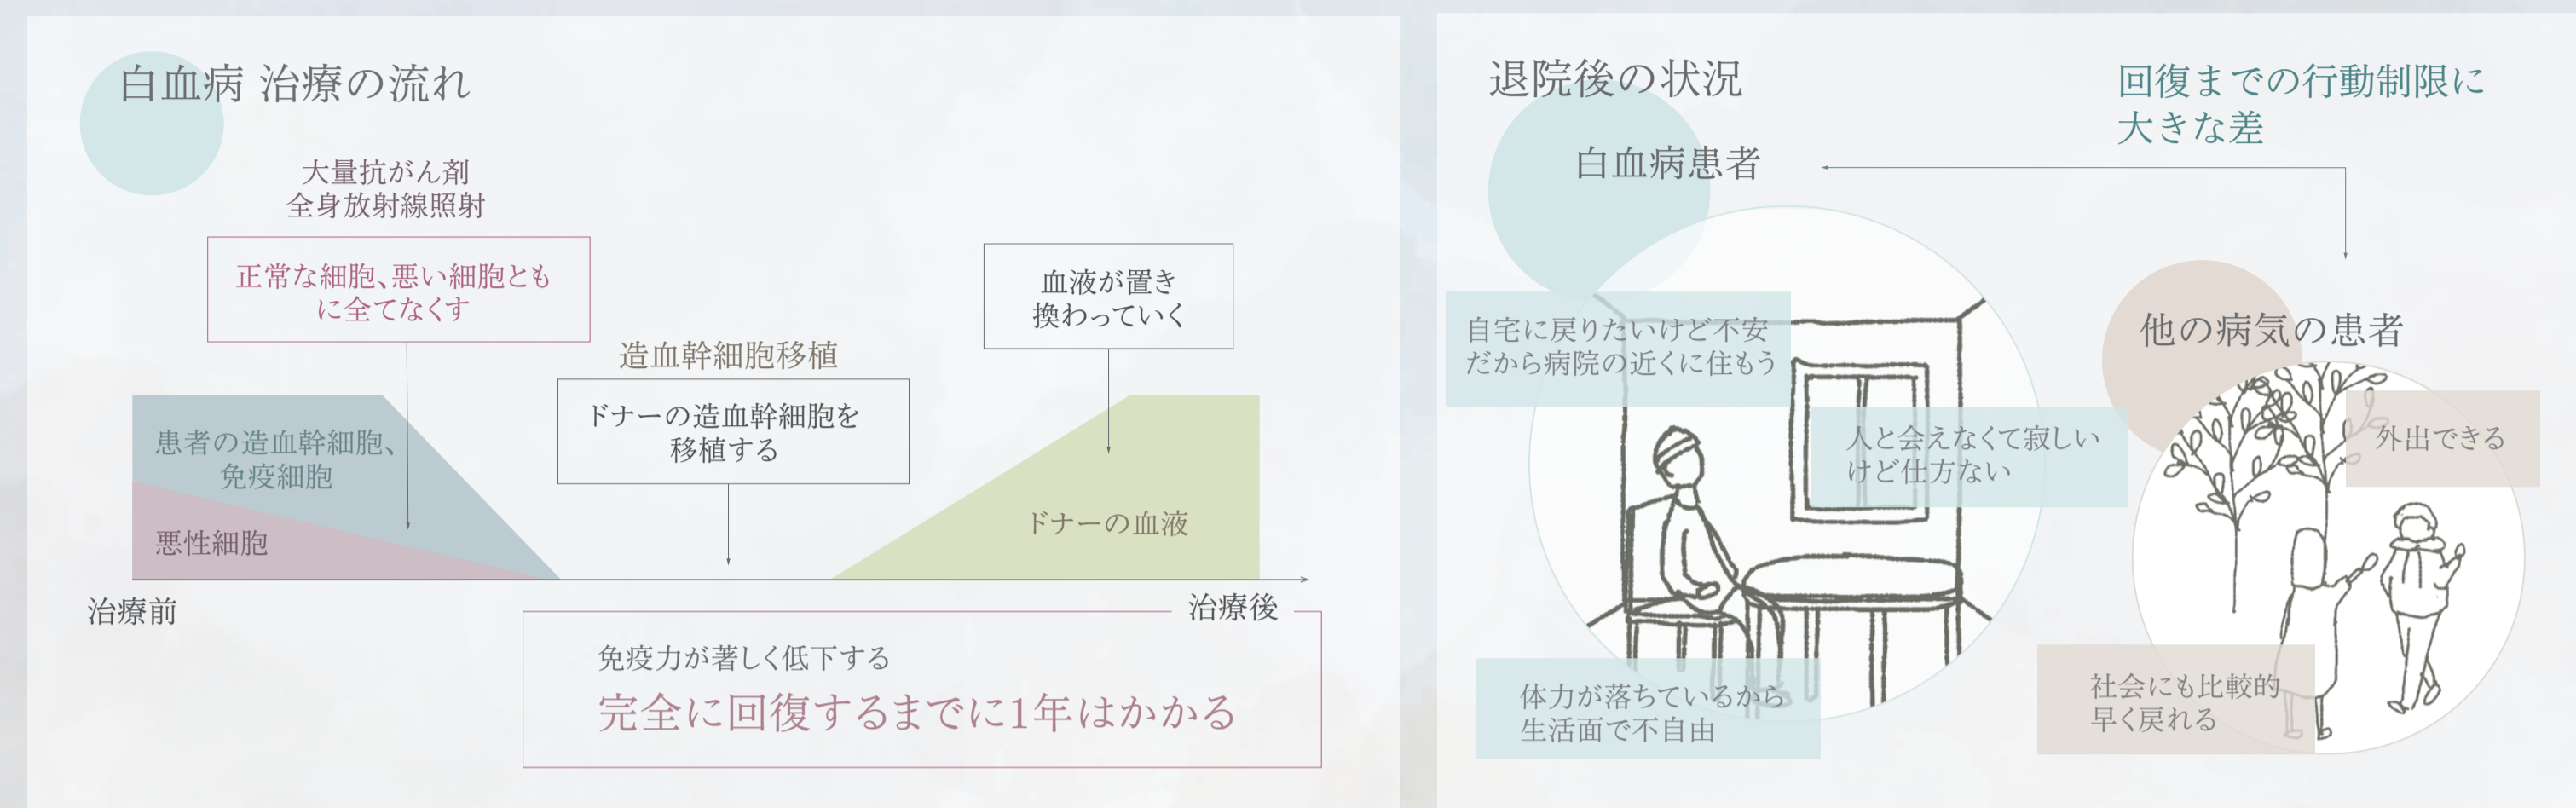 白血病 治療の流れ
大量抗がん剤
全身放射線照射
正常な細胞、悪い細胞とも
に全てなくす
造血幹細胞移植
ドナーの造血幹細胞を
移植する
血液が置き
換わっていく
患者の造血幹細胞、
免疫細胞
悪性細胞
ドナーの血液
治療前
治療後
免疫力が著しく低下する
完全に回復するまでに1年はかかる
退院後の状況
回復までの行動制限に
大きな差
白血病患者
自宅に戻りたいけど不安
だから病院の近くに住もう
人と会えなくて寂しい
けど仕方ない
体力が落ちているから
生活面で不自由
他の病気の患者
外出できる
社会にも比較的
早く戻れる